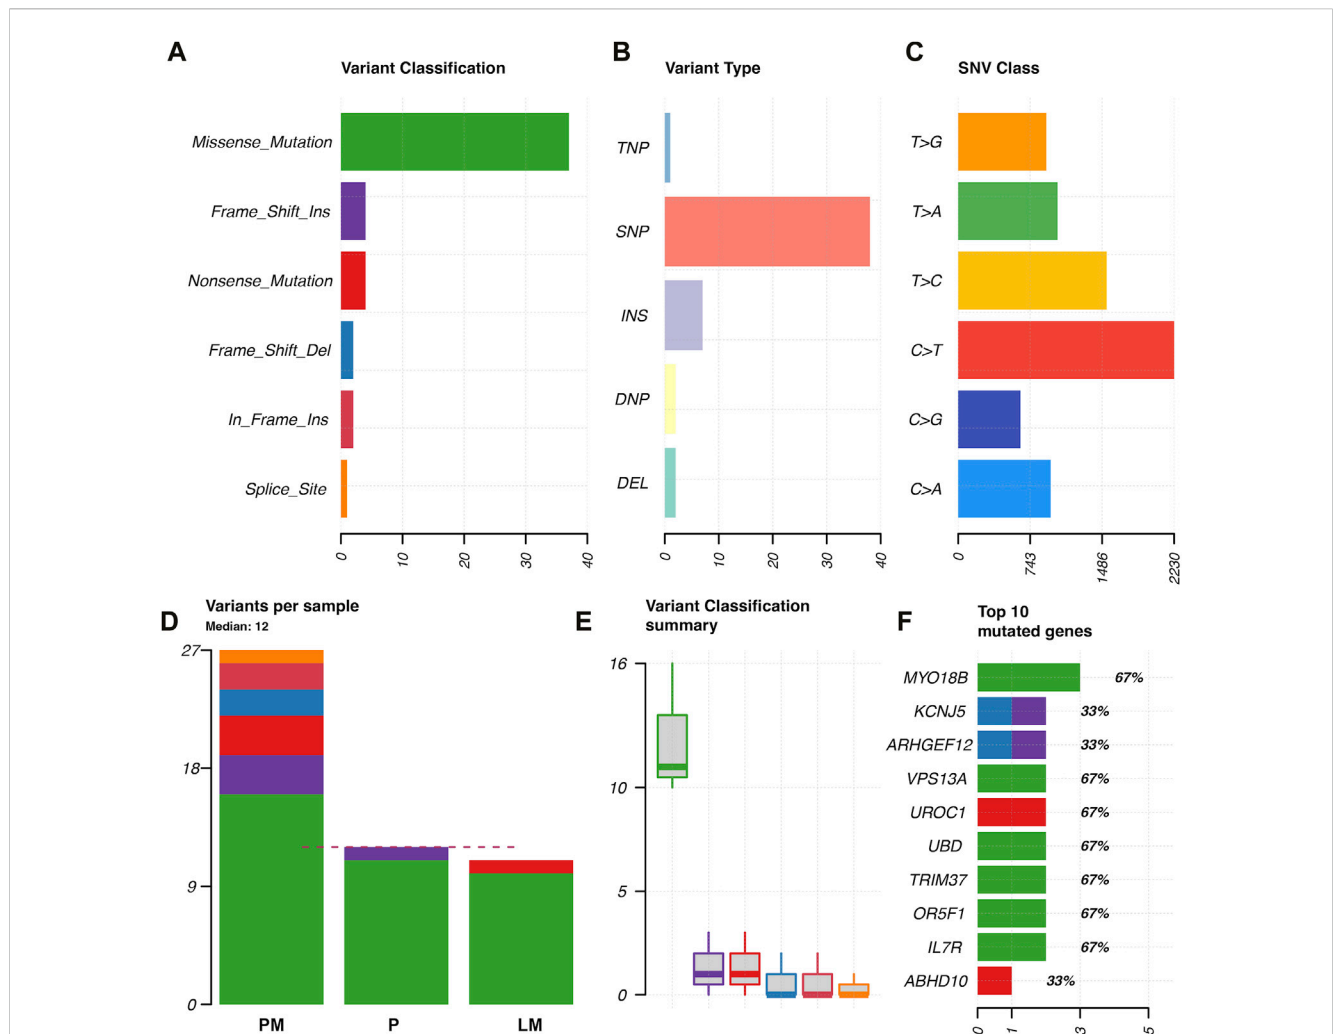 A
Variant Classification
Missense_Mutation
Frame_Shift_Ins
Nonsense_Mutation
Frame_Shift_Del
In_Frame_Ins
Splice_Site
0 10 20 30 40
B
Variant Type
TNP
SNP
INS
DNP
DEL
0 10 20 30 40
C
SNV Class
T>G
T>A
T>C
C>T
C>G
C>A
0 743 1486 2230
D
Variants per sample
Median: 12
27
18
9
0
PM P LM
E
Variant Classification
summary
16
10
5
0
F
Top 10
mutated genes
MYO18B 67%
KCNJ5 33%
ARHGEF12 33%
VPS13A 67%
UROC1 67%
UBD 67%
TRIM37 67%
OR5F1 67%
IL7R 67%
ABHD10 33%
0 1 3 5